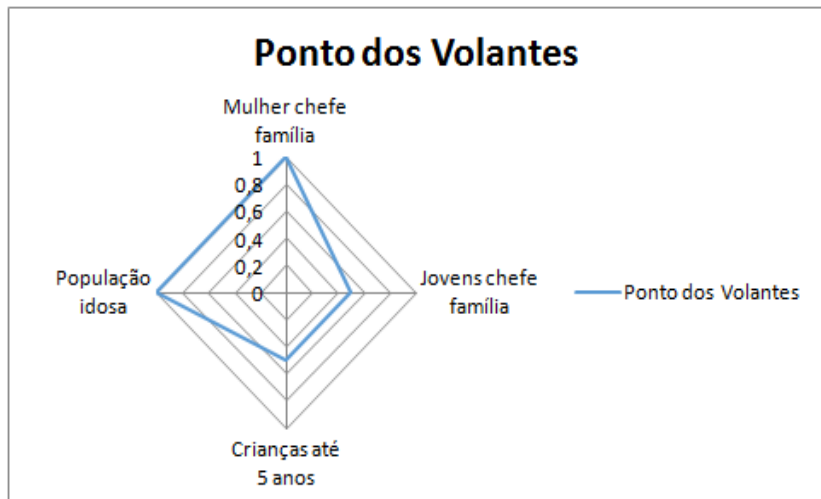 Ponto dos Volantes
Mulher chefe
família
1
0,8
0,6
0,4
0,2
0
População
idosa
Jovens chefe
família
Ponto dos Volantes
Crianças até
5 anos